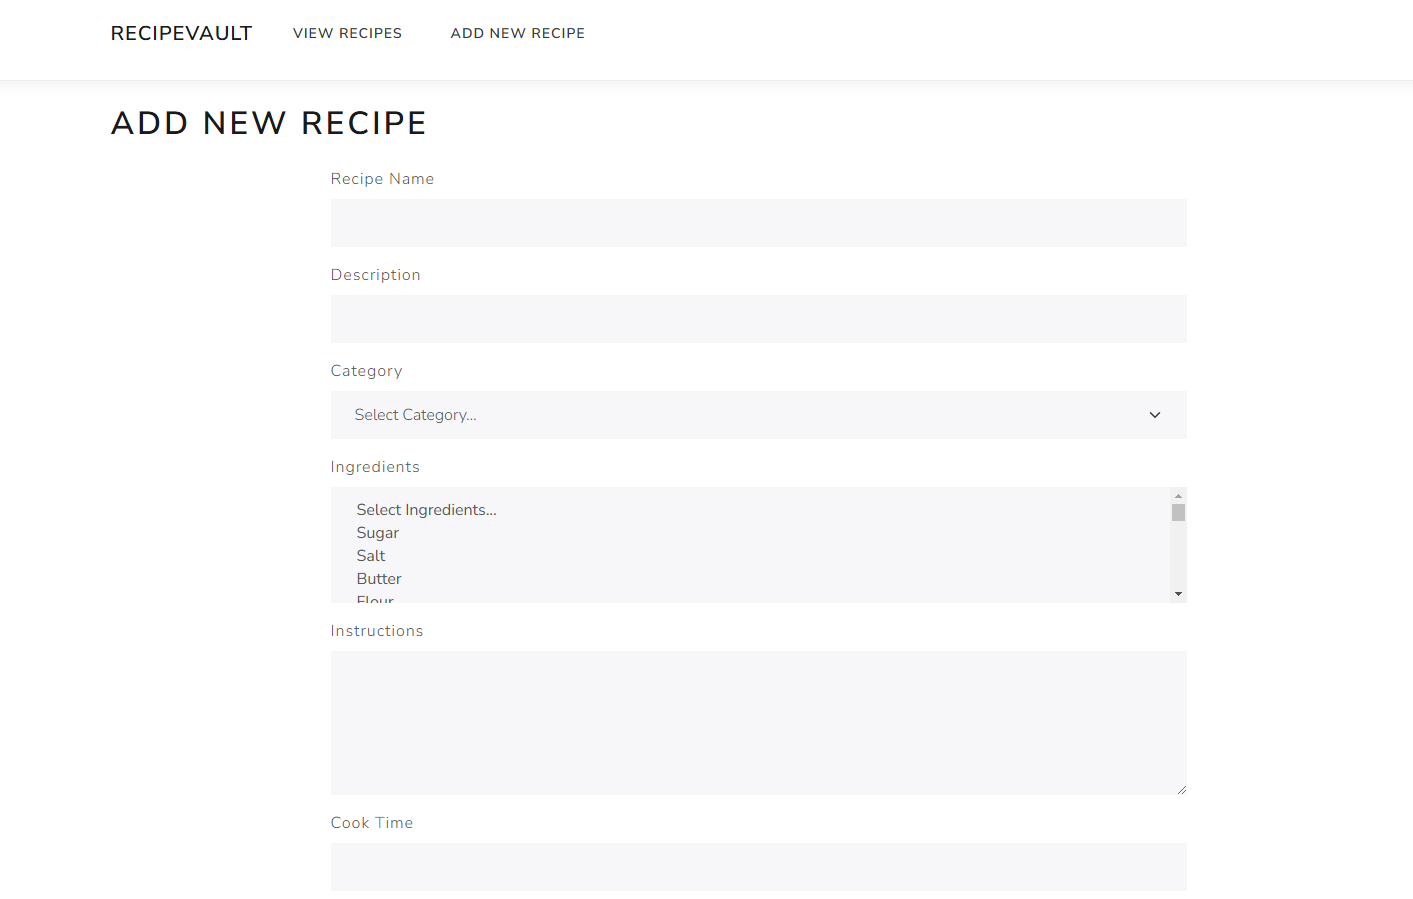 RECIPEVAULT VIEW RECIPES ADD NEW RECIPE
ADD NEW RECIPE
Recipe Name
Description
Category
Select Category...
Ingredients
Select Ingredients...
Sugar
Salt
Butter
Flour
Instructions
Cook Time